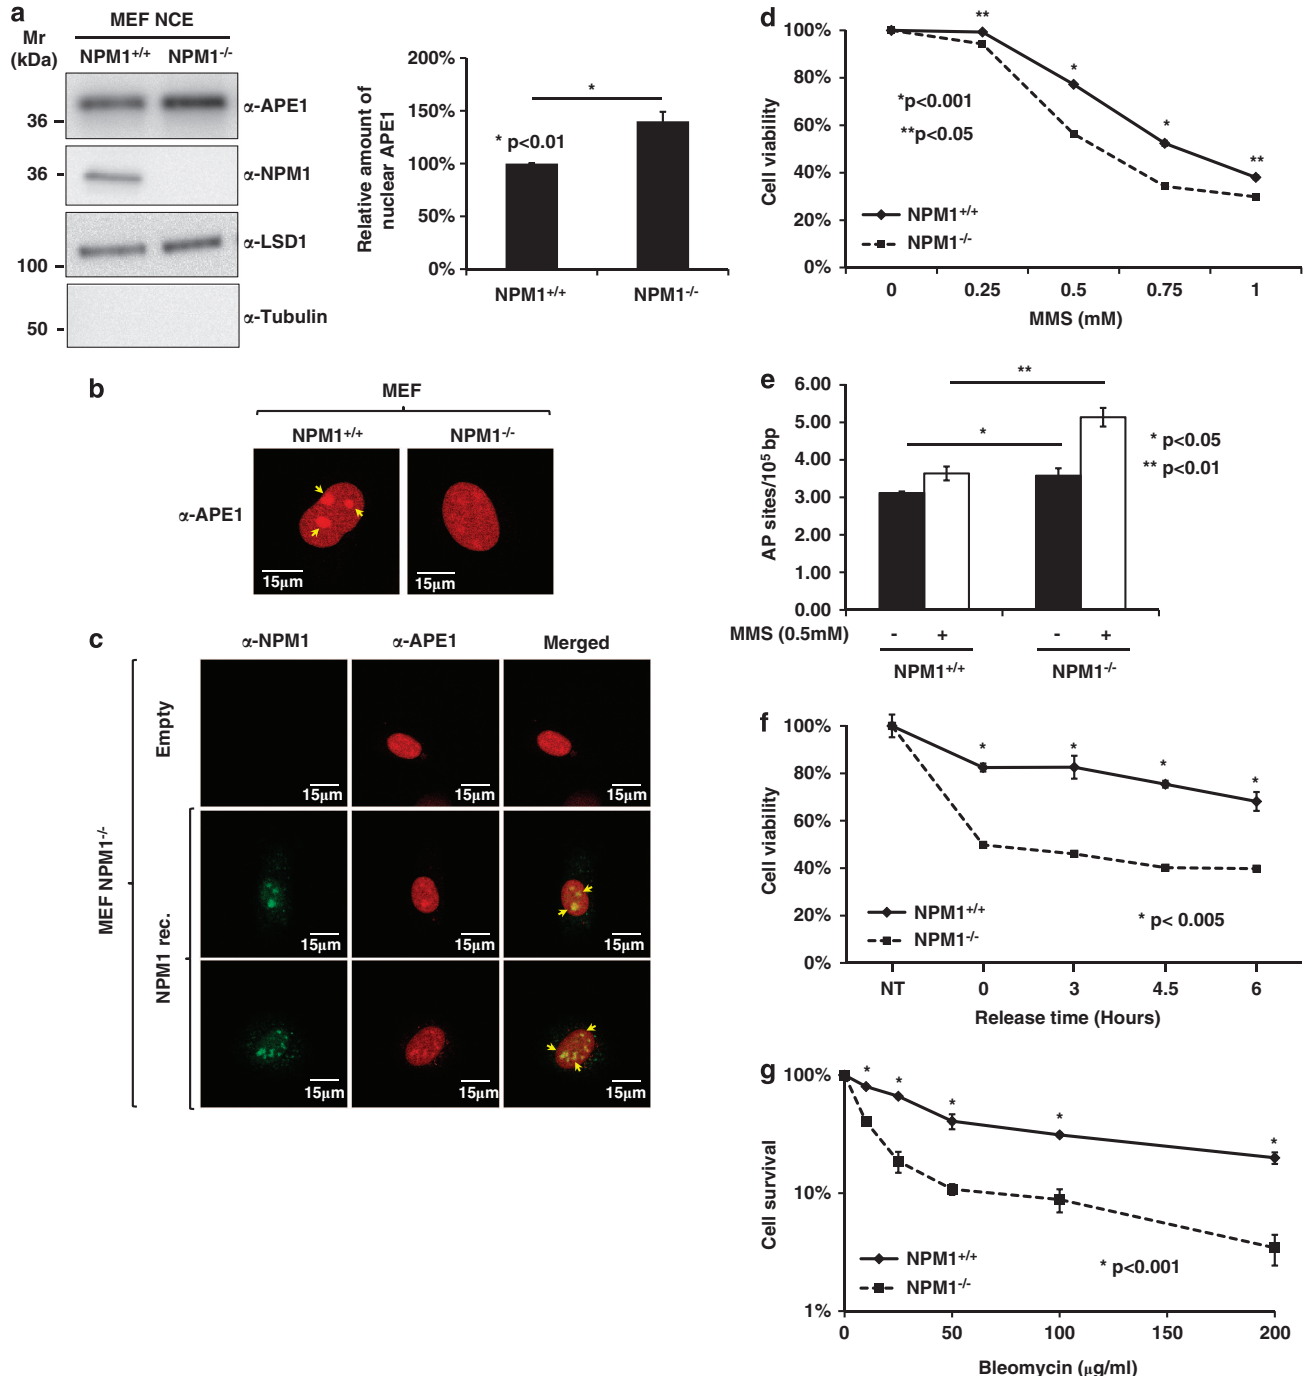 a
MEF NCE
Mr
(kDa)
NPM1+/+ NPM1-/-
α-APE1
36
α-NPM1
36
α-LSD1
100
α-Tubulin
50
Relative amount of
nuclear APE1
200%
150%
100%
50%
0%
*
* p<0.01
NPM1+/+ NPM1-/-
b
MEF
NPM1+/+ NPM1-/-
α-APE1
15µm 15µm
c
α-NPM1 α-APE1 Merged
MEF NPM1-/-
Empty
15µm 15µm 15µm
NPM1 rec.
15µm 15µm 15µm
15µm 15µm 15µm
d
Cell viability
100%
80%
60%
40%
20%
0%
** * * **
*p<0.001
**p<0.05
NPM1+/+
NPM1-/-
0 0.25 0.5 0.75 1
MMS (mM)
e
AP sites/10⁵ bp
6.00
5.00
4.00
3.00
2.00
1.00
0.00
**
*
* p<0.05
** p<0.01
MMS (0.5mM) - + - +
NPM1+/+ NPM1-/-
f
Cell viability
100%
80%
60%
40%
20%
0%
* * * *
NPM1+/+
NPM1-/-
* p< 0.005
NT 0 3 4.5 6
Release time (Hours)
g
Cell survival
100%
10%
1%
* * * * *
NPM1+/+
NPM1-/-
* p<0.001
0 50 100 150 200
Bleomycin (µg/ml)